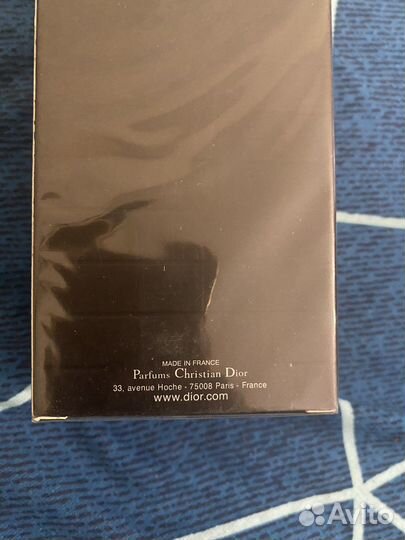 MADE IN FRANCE
Parfums Christian Dior
33, avenue Hoche - 75008 Paris - France
www.dior.com
Avito